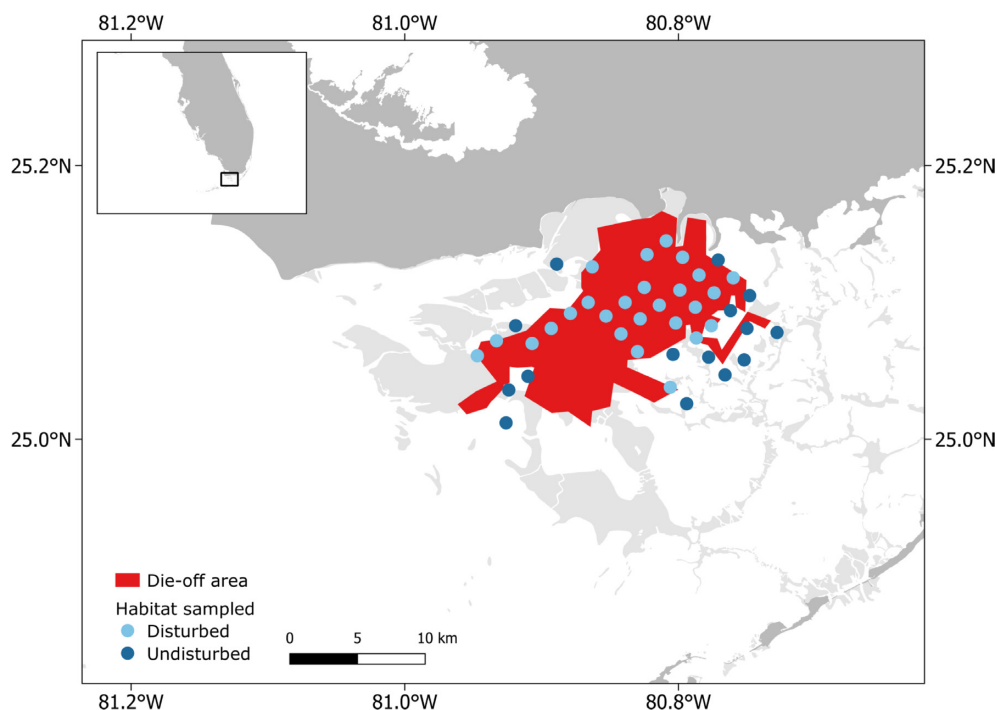 81.2°W 81.0°W 80.8°W
25.2°N 25.2°N
25.0°N 25.0°N
Die-off area
Habitat sampled
Disturbed
Undisturbed
0 5 10 km
81.2°W 81.0°W 80.8°W